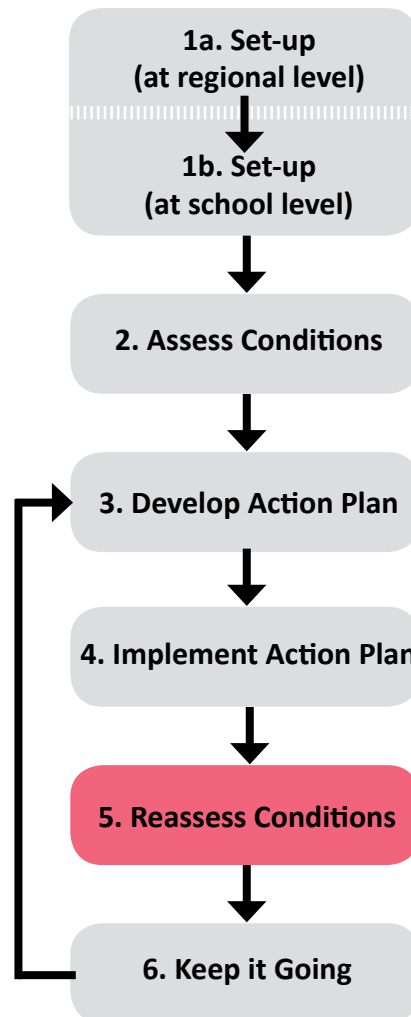 1a. Set-up
(at regional level)
1b. Set-up
(at school level)
2. Assess Conditions
3. Develop Action Plan
4. Implement Action Plan
5. Reassess Conditions
6. Keep it Going